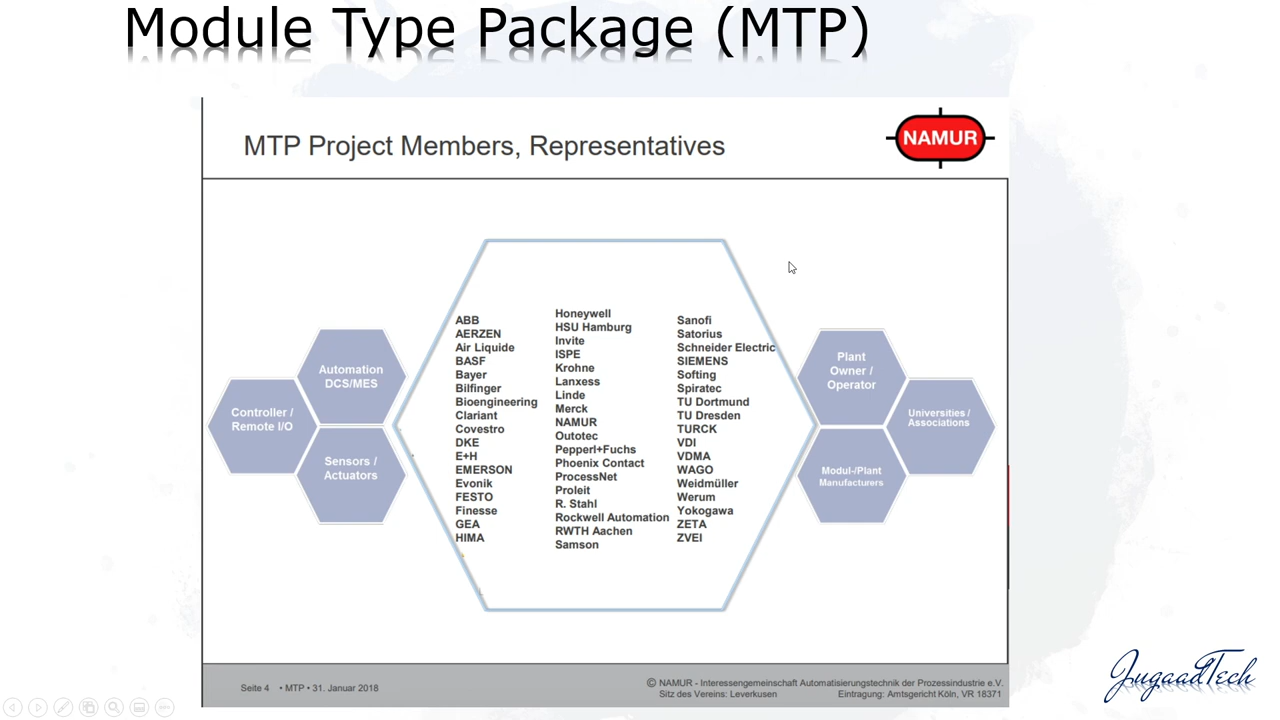 Module Type Package (MTP)
MTP Project Members, Representatives
NAMUR
Controller /
Remote I/O
Automation
DCS/MES
Sensors /
Actuators
ABB
AERZEN
Air Liquide
BASF
Bayer
Bilfinger
Bioengineering
Clariant
Covestro
DKE
E+H
EMERSON
Evonik
FESTO
Finesse
GEA
HIMA
Honeywell
HSU Hamburg
Invite
ISPE
Krohne
Lanxess
Linde
Merck
NAMUR
Outotec
Pepperl+Fuchs
Phoenix Contact
ProcessNet
Proleit
R. Stahl
Rockwell Automation
RWTH Aachen
Samson
Sanofi
Satorius
Schneider Electric
SIEMENS
Softing
Spiratec
TU Dortmund
TU Dresden
TURCK
VDI
VDMA
WAGO
Weidmüller
Werum
Yokogawa
ZETA
ZVEI
Plant
Owner /
Operator
Universities /
Associations
Modul-/Plant
Manufacturers
Seite 4 • MTP • 31. Januar 2018
© NAMUR - Interessengemeinschaft Automatisierungstechnik der Prozessindustrie e.V.
Sitz des Vereins: Leverkusen Eintragung: Amtsgericht Köln, VR 18371
JugaadTech